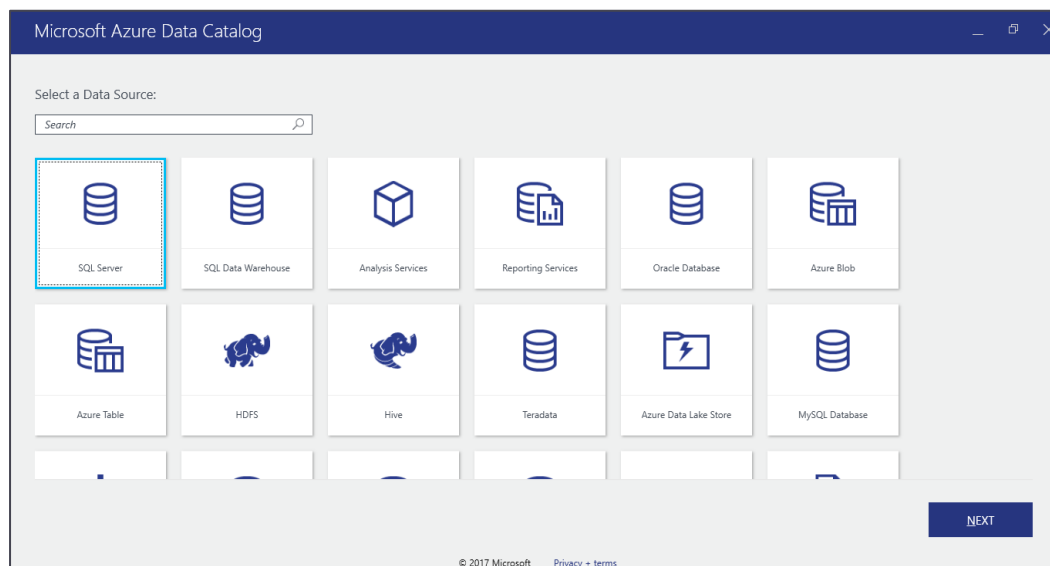 Microsoft Azure Data Catalog
Select a Data Source:
Search
SQL Server
SQL Data Warehouse
Analysis Services
Reporting Services
Oracle Database
Azure Blob
Azure Table
HDFS
Hive
Teradata
Azure Data Lake Store
MySQL Database
NEXT
© 2017 Microsoft Privacy + terms